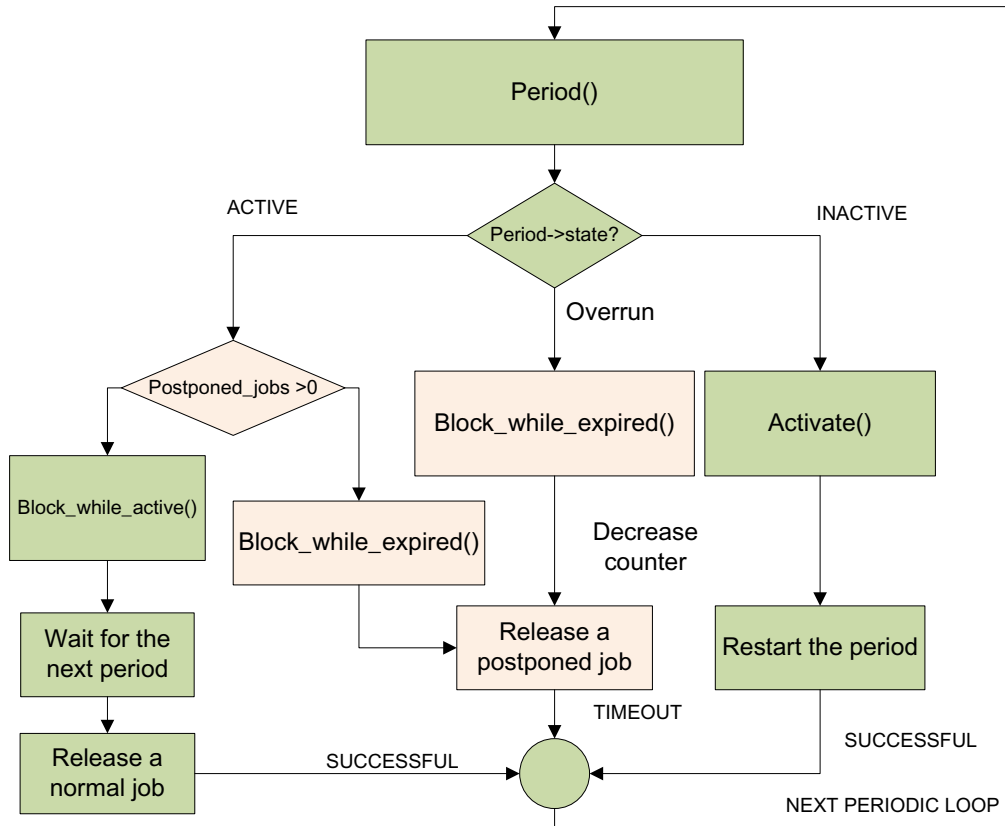 Period()
ACTIVE
INACTIVE
Period->state?
Overrun
Postponed_jobs >0
Block_while_expired()
Activate()
Block_while_active()
Block_while_expired()
Decrease
counter
Wait for the
next period
Release a
postponed job
Restart the period
TIMEOUT
Release a
normal job
SUCCESSFUL
SUCCESSFUL
NEXT PERIODIC LOOP